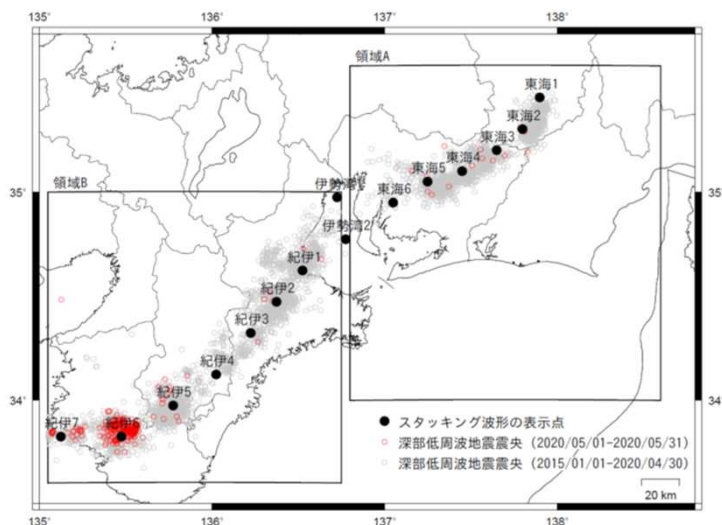 135° 136° 137° 138°
領域A
東海1
東海2
東海3
東海4
東海5
東海6
35° 35°
領域B
伊勢湾1
伊勢湾2
紀伊1
紀伊2
紀伊3
紀伊4
34° 34°
紀伊5
紀伊6
紀伊7
スタッキング波形の表示点
深部低周波地震震央 (2020/05/01-2020/05/31)
深部低周波地震震央 (2015/01/01-2020/04/30)
20 km
135° 136° 137° 138°